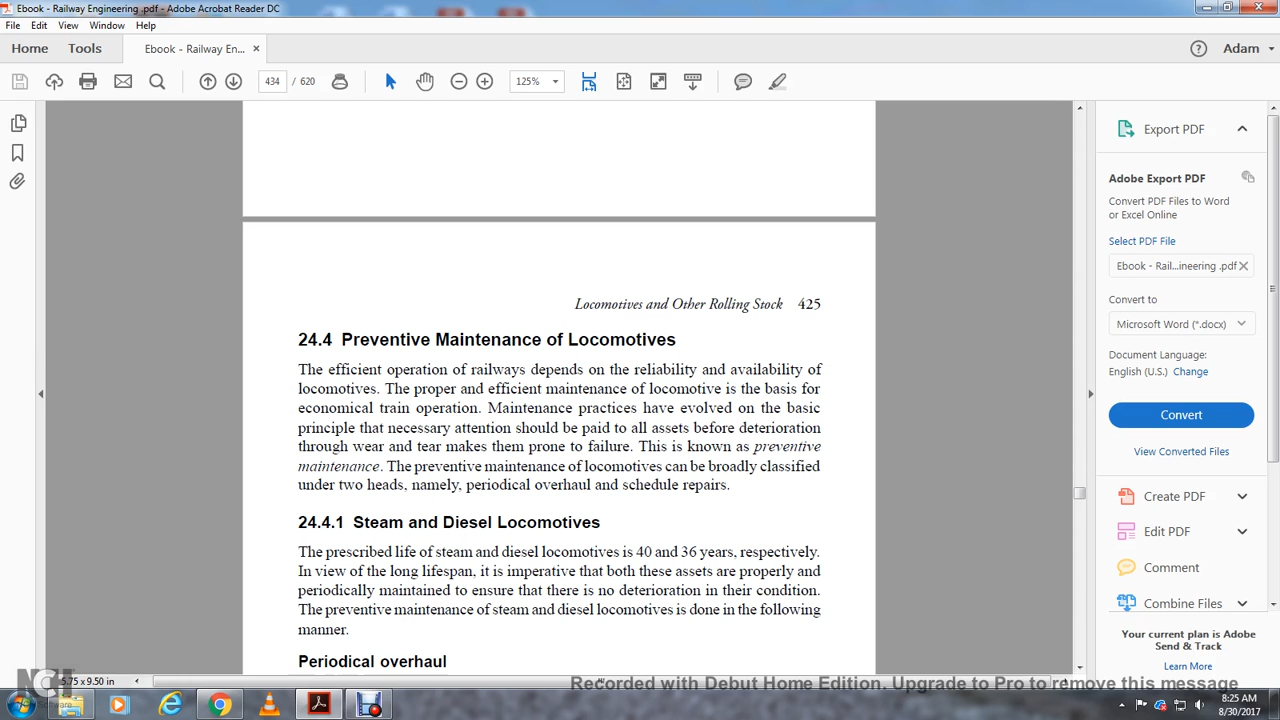 Ebook - Railway Engineering .pdf - Adobe Acrobat Reader DC
File Edit View Window Help
Home Tools Ebook - Railway En... × Adam
434 / 620 125%
Export PDF
Adobe Export PDF
Convert PDF Files to Word
or Excel Online
Select PDF File
Ebook - Rail...ineering .pdf ×
Convert to
Microsoft Word (*.docx)
Document Language:
English (U.S.) Change
Convert
View Converted Files
Create PDF
Edit PDF
Comment
Combine Files
Your current plan is Adobe
Send & Track
Learn More
Locomotives and Other Rolling Stock 425
24.4 Preventive Maintenance of Locomotives
The efficient operation of railways depends on the reliability and availability of
locomotives. The proper and efficient maintenance of locomotive is the basis for
economical train operation. Maintenance practices have evolved on the basic
principle that necessary attention should be paid to all assets before deterioration
through wear and tear makes them prone to failure. This is known as preventive
maintenance. The preventive maintenance of locomotives can be broadly classified
under two heads, namely, periodical overhaul and schedule repairs.
24.4.1 Steam and Diesel Locomotives
The prescribed life of steam and diesel locomotives is 40 and 36 years, respectively.
In view of the long lifespan, it is imperative that both these assets are properly and
periodically maintained to ensure that there is no deterioration in their condition.
The preventive maintenance of steam and diesel locomotives is done in the following
manner.
Periodical overhaul
5.75 x 9.50 in
NCH Software
Recorded with Debut Home Edition. Upgrade to Pro to remove this message
8:25 AM
8/30/2017